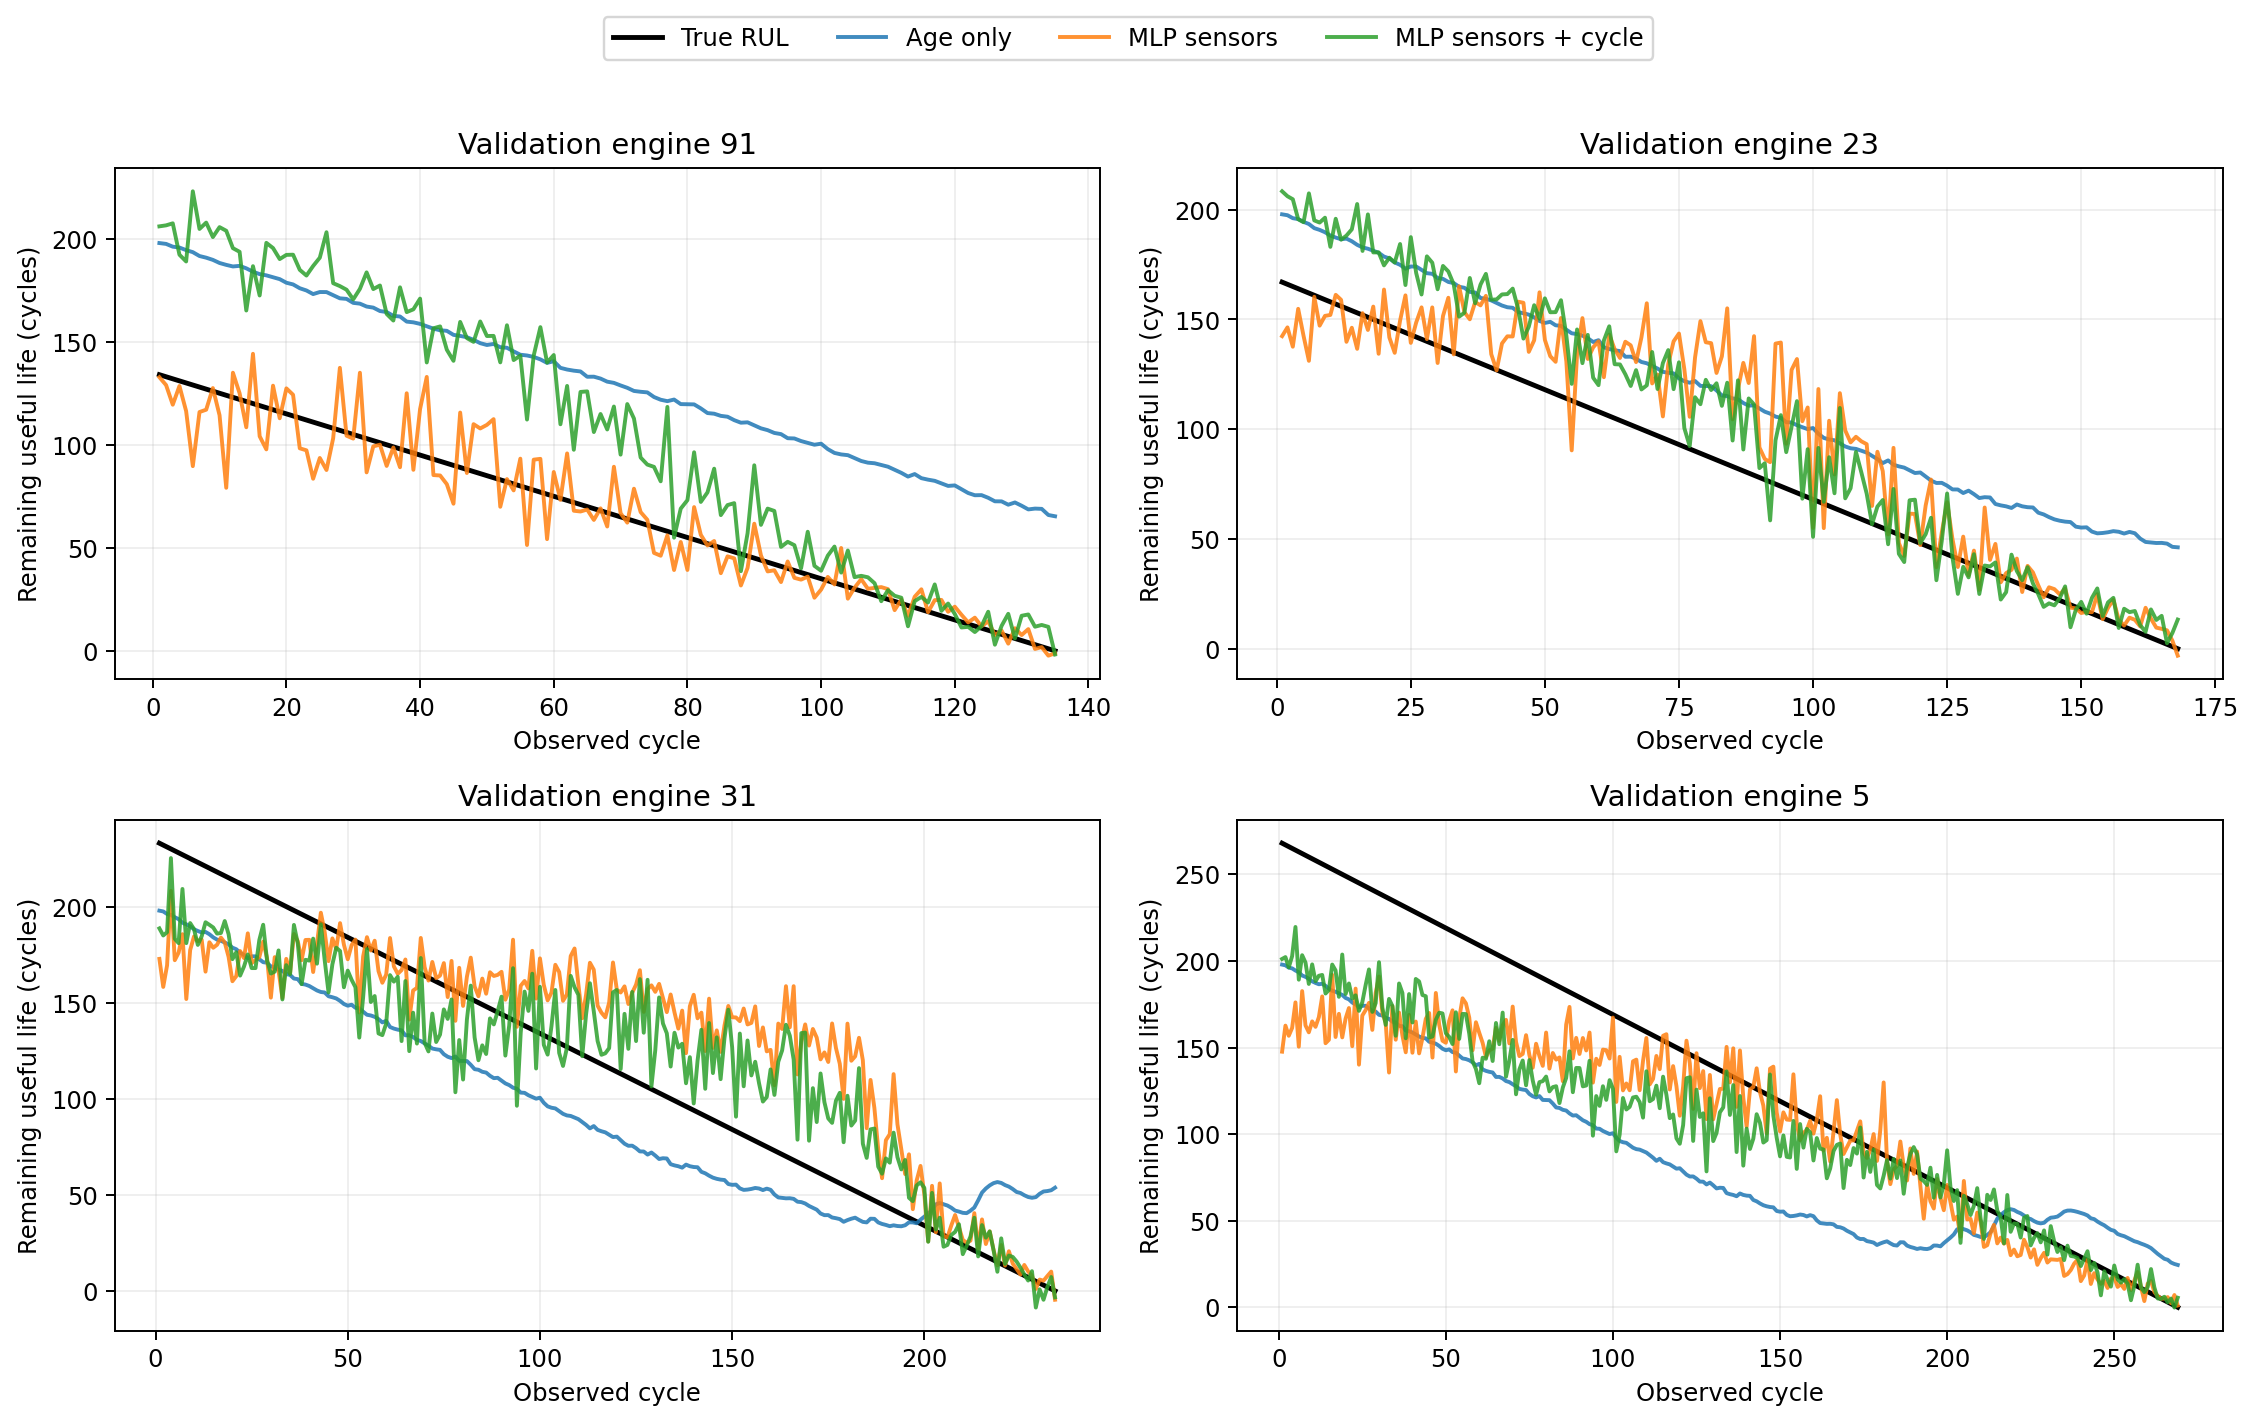 True RUL Age only MLP sensors MLP sensors + cycle
Validation engine 91
Remaining useful life (cycles)
200
150
100
50
0
0 20 40 60 80 100 120 140
Observed cycle
Validation engine 23
Remaining useful life (cycles)
200
150
100
50
0
0 25 50 75 100 125 150 175
Observed cycle
Validation engine 31
Remaining useful life (cycles)
200
150
100
50
0
0 50 100 150 200
Observed cycle
Validation engine 5
Remaining useful life (cycles)
250
200
150
100
50
0
0 50 100 150 200 250
Observed cycle